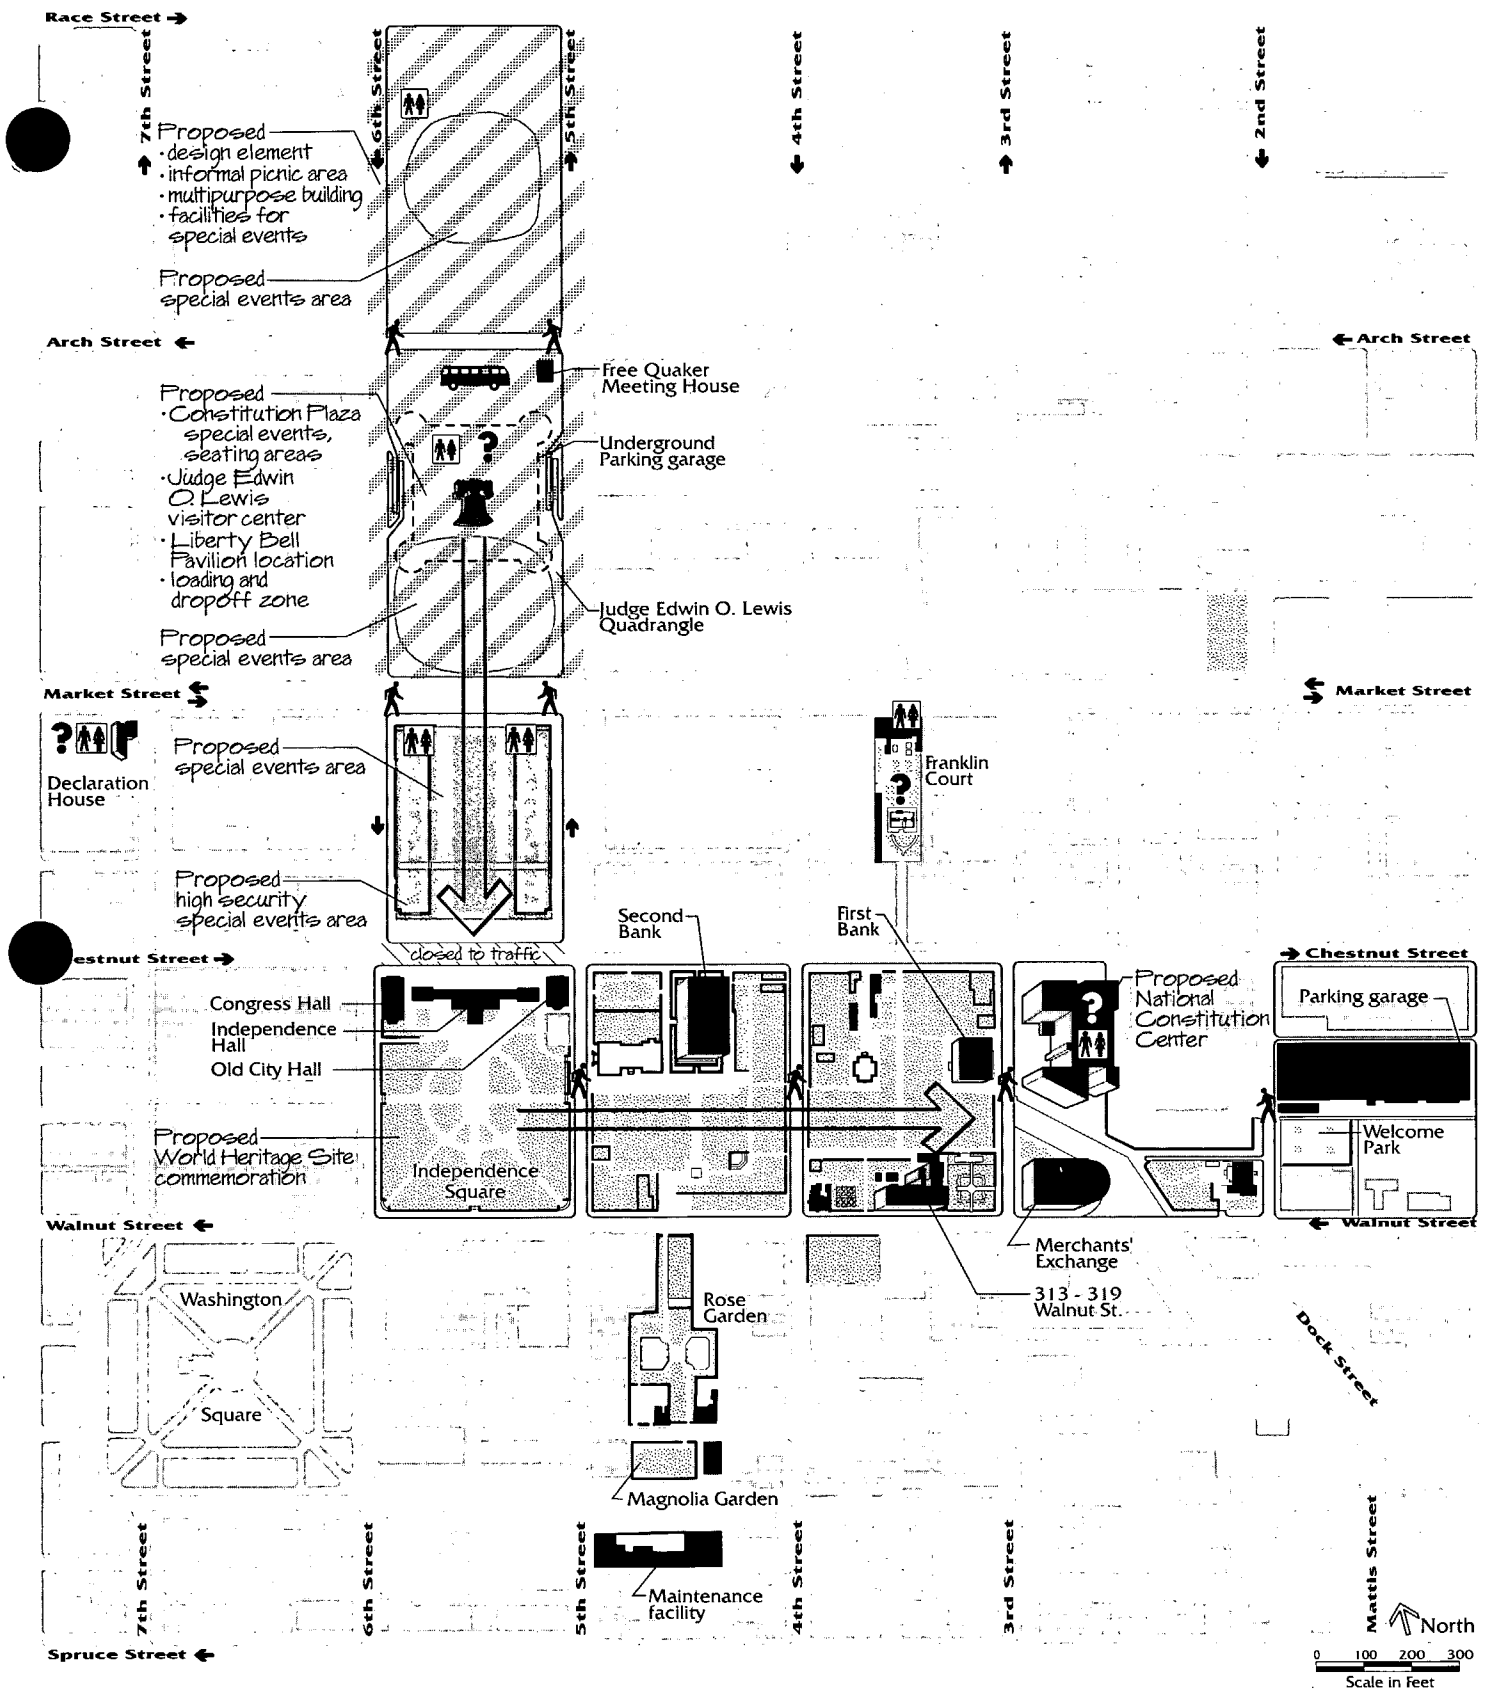 Race Street
7th Street
6th Street
5th Street
4th Street
3rd Street
2nd Street
Proposed
· design element
· informal picnic area
· multipurpose building
· facilities for
special events
Proposed
special events area
Arch Street
Arch Street
Free Quaker
Meeting House
Proposed
· Constitution Plaza
special events,
seating areas
· Judge Edwin
O. Lewis
visitor center
· Liberty Bell
Pavilion location
· loading and
dropoff zone
?
Underground
Parking garage
Proposed
special events area
Judge Edwin O. Lewis
Quadrangle
Market Street
Market Street
?
Declaration
House
Proposed
special events area
Franklin
Court
?
Proposed
high security
special events area
Second
Bank
First
Bank
closed to traffic
estnut Street
Chestnut Street
Congress Hall
Independence
Hall
Old City Hall
?
Proposed
National
Constitution
Center
Parking garage
Proposed
World Heritage Site
commemoration
Independence
Square
Welcome
Park
Walnut Street
Walnut Street
Merchants'
Exchange
313 - 319
Walnut St.
Washington
Square
Rose
Garden
Dock Street
Magnolia Garden
Maintenance
facility
7th Street
6th Street
5th Street
4th Street
3rd Street
Mattis Street
North
Spruce Street
0 100 200 300
Scale in Feet